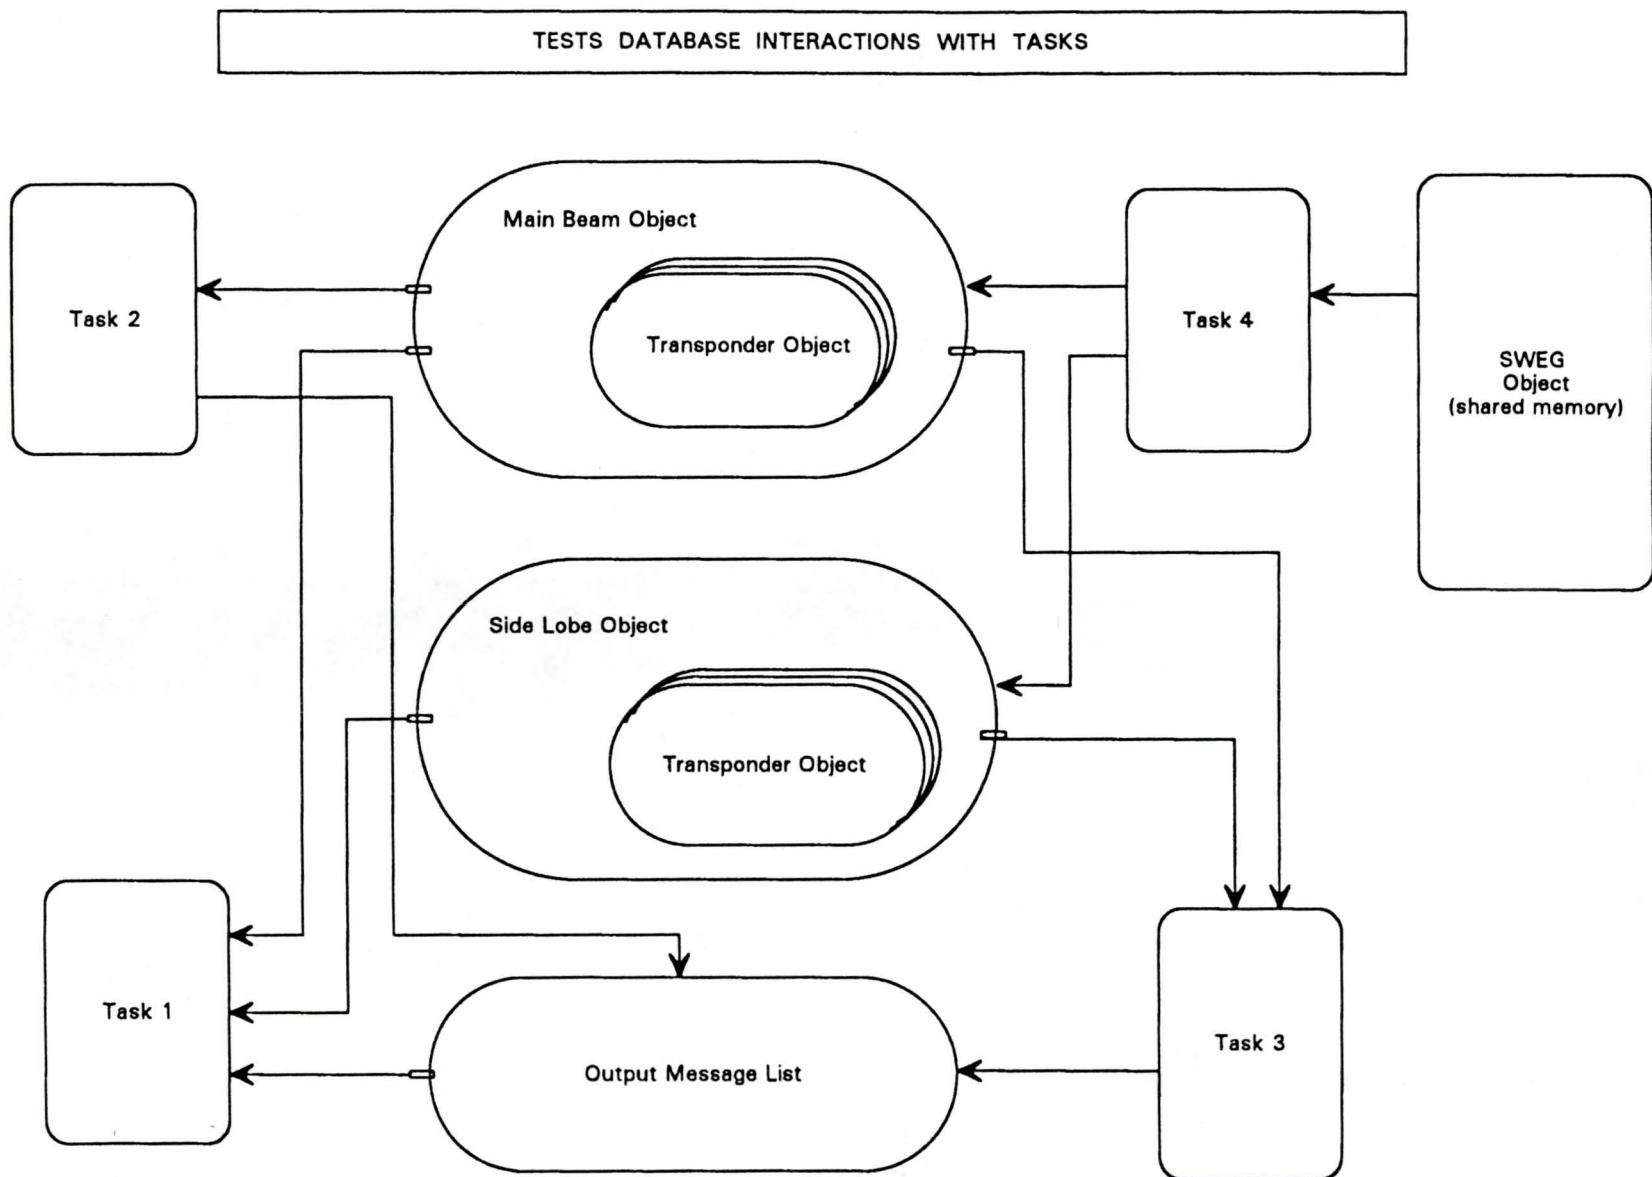 TESTS DATABASE INTERACTIONS WITH TASKS
Main Beam Object
Task 2
Transponder Object
Task 4
SWEG
Object
(shared memory)
Side Lobe Object
Transponder Object
Task 1
Output Message List
Task 3